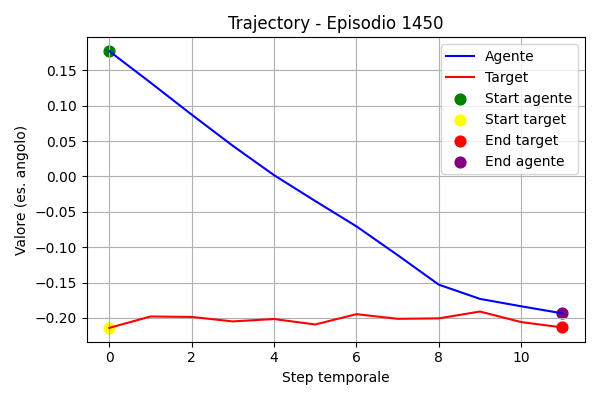 Trajectory - Episodio 1450
Agente
Target
Start agente
Start target
End target
End agente
Valore (es. angolo)
0.15
0.10
0.05
0.00
−0.05
−0.10
−0.15
−0.20
0 2 4 6 8 10
Step temporale